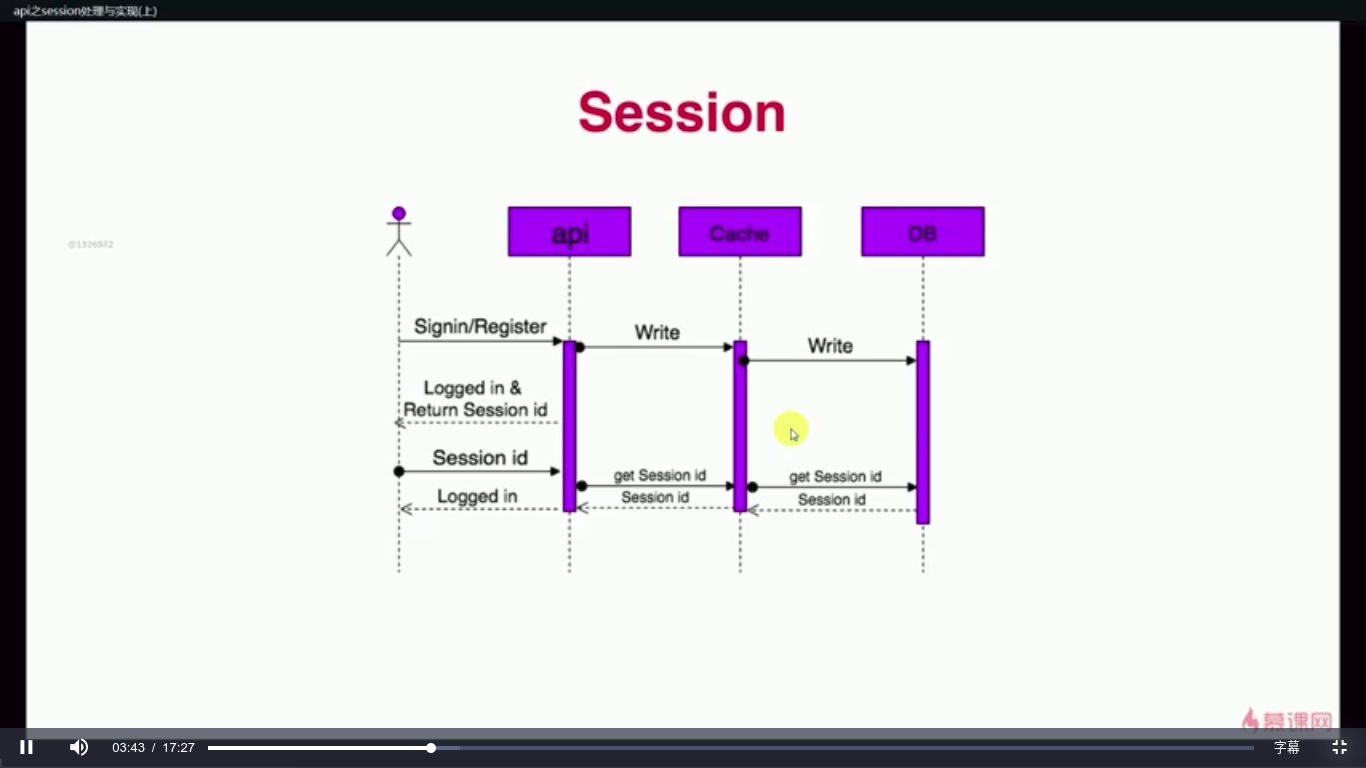 api之session处理与实现(上)
Session
@1326502
api
Cache
DB
Signin/Register
Write
Write
Logged in &
Return Session id
Session id
get Session id
get Session id
Logged in
Session id
Session id
慕课网
03:43 / 17:27
字幕